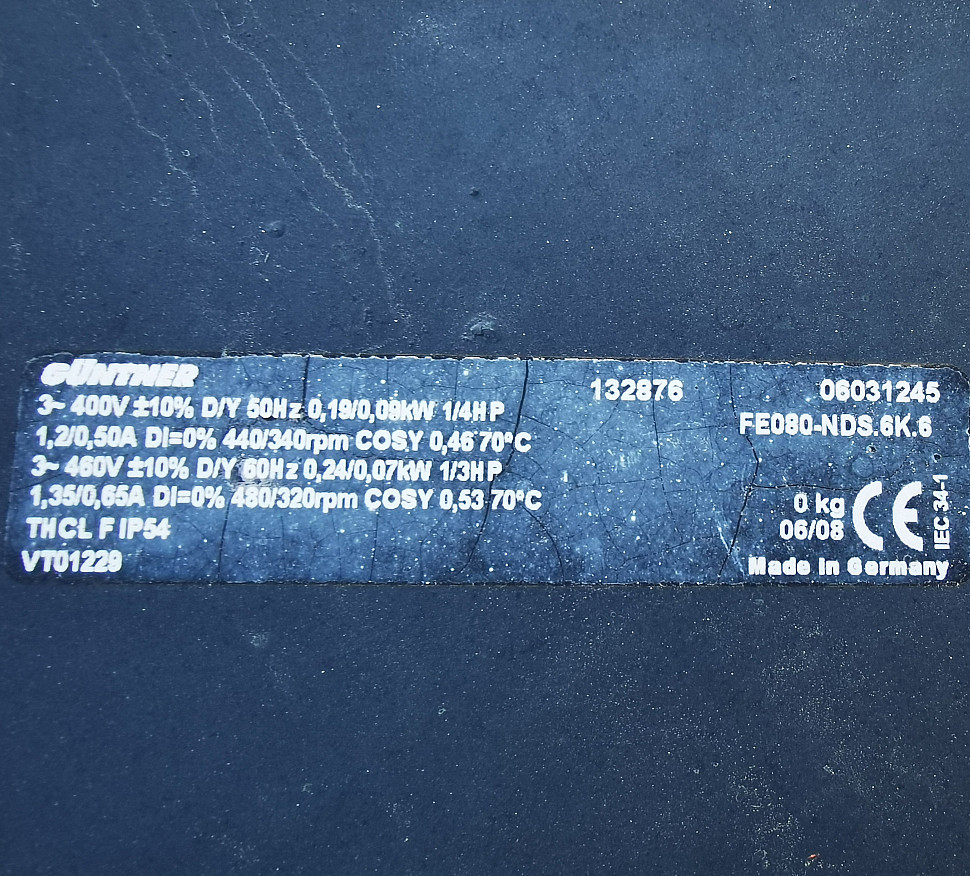 GÜNTNER
132876
06031245
3~ 400V ±10% D/Y 50Hz 0,19/0,09kW 1/4HP
FE080-NDS.6K.6
1,2/0,50A DI=0% 440/340rpm COSY 0,46 70°C
3~ 460V ±10% D/Y 60Hz 0,24/0,07kW 1/3HP
1,35/0,65A DI=0% 480/320rpm COSY 0,53 70°C
THCL F IP54
VT01229
0 kg
06/08
CE
IEC 34-1
Made in Germany